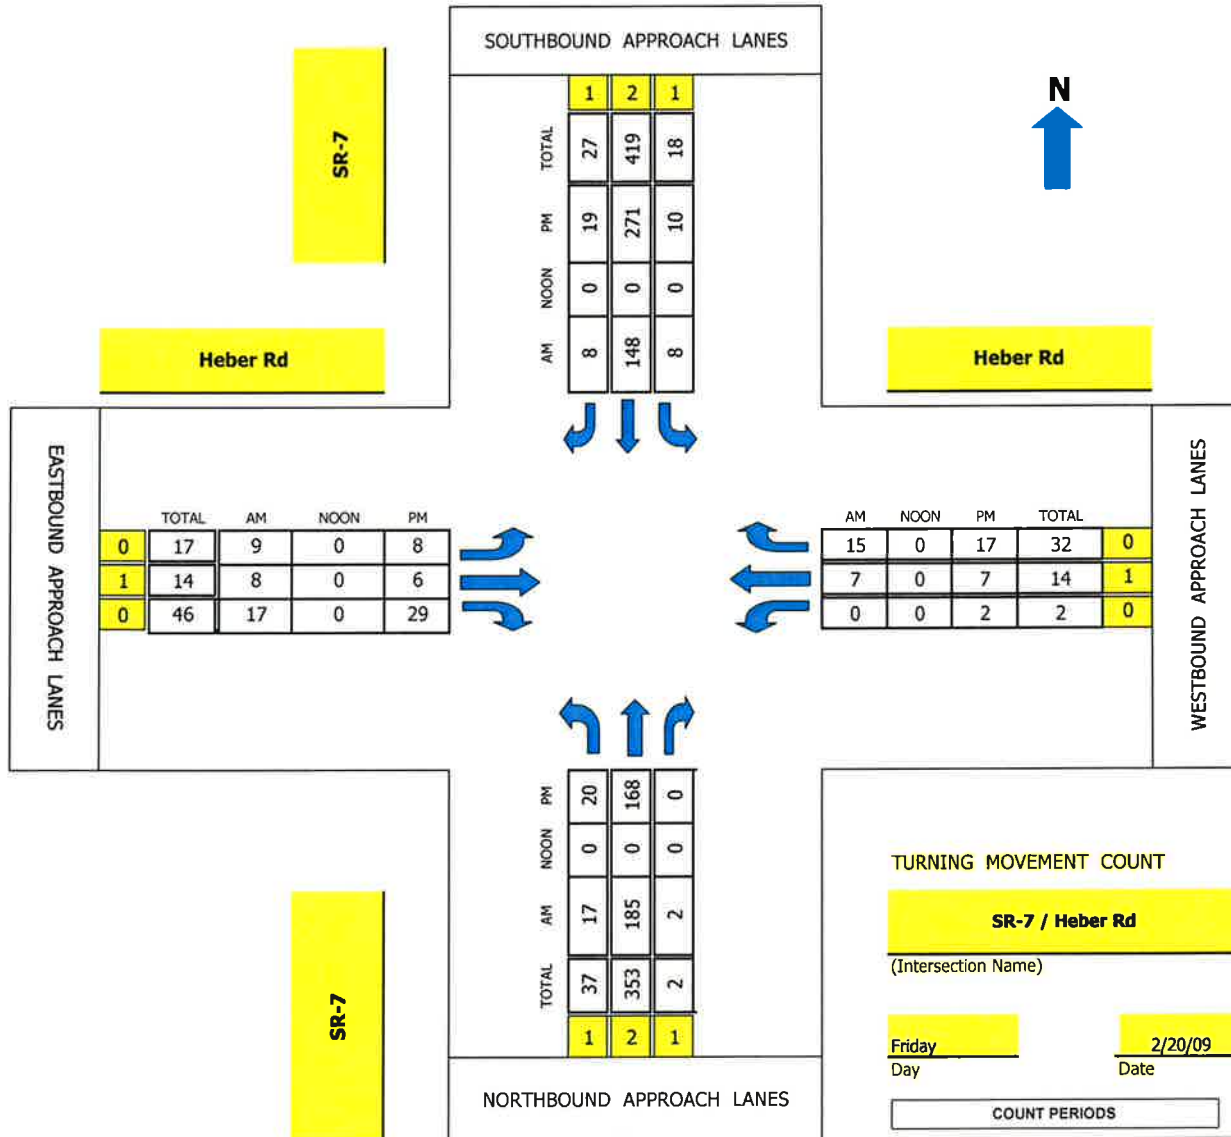 SOUTHBOUND APPROACH LANES
1 2 1
TOTAL 27 419 18
PM 19 271 10
NOON 0 0 0
AM 8 148 8
SR-7
N
Heber Rd
Heber Rd
EASTBOUND APPROACH LANES
TOTAL AM NOON PM
0 17 9 0 8
1 14 8 0 6
0 46 17 0 29
AM NOON PM TOTAL
15 0 17 32 0
7 0 7 14 1
0 0 2 2 0
WESTBOUND APPROACH LANES
PM 20 168 0
NOON 0 0 0
AM 17 185 2
TOTAL 37 353 2
1 2 1
NORTHBOUND APPROACH LANES
SR-7
TURNING MOVEMENT COUNT
SR-7 / Heber Rd
(Intersection Name)
Friday 2/20/09
Day Date
COUNT PERIODS